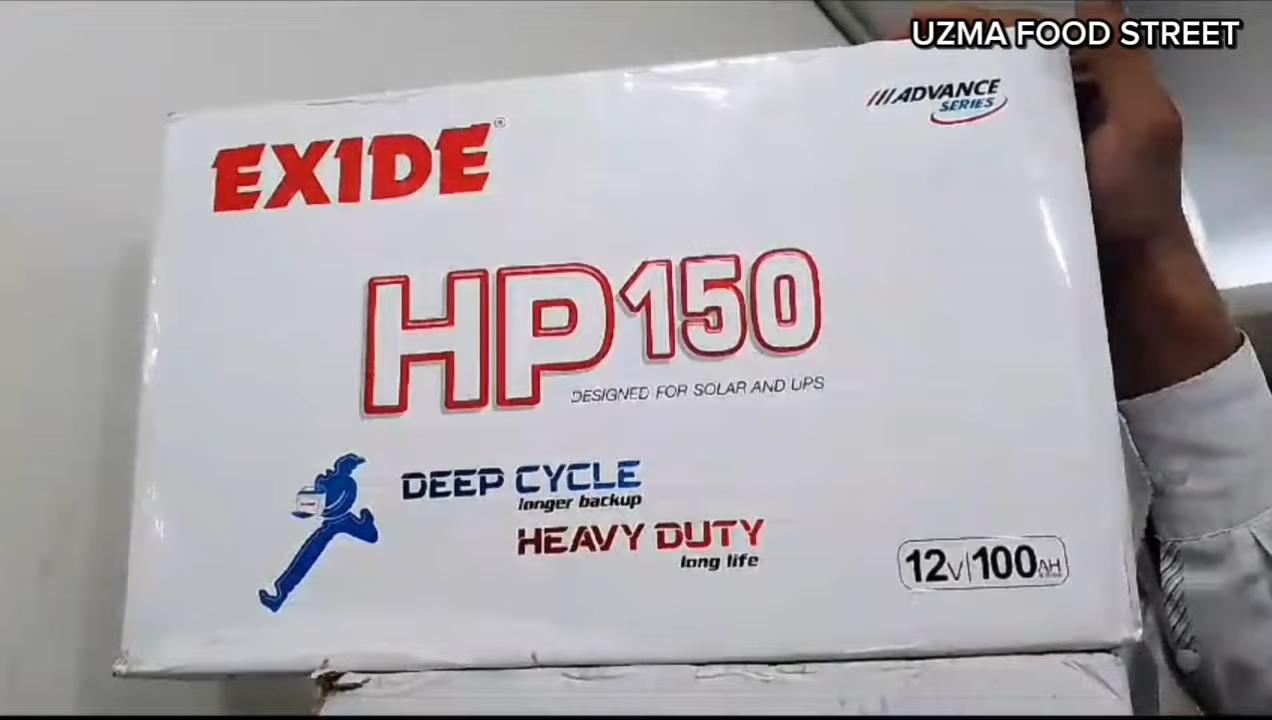 UZMA FOOD STREET
ADVANCE
SERIES
EXIDE®
HP150
DESIGNED FOR SOLAR AND UPS
DEEP CYCLE
longer backup
HEAVY DUTY
long life
12V|100AH